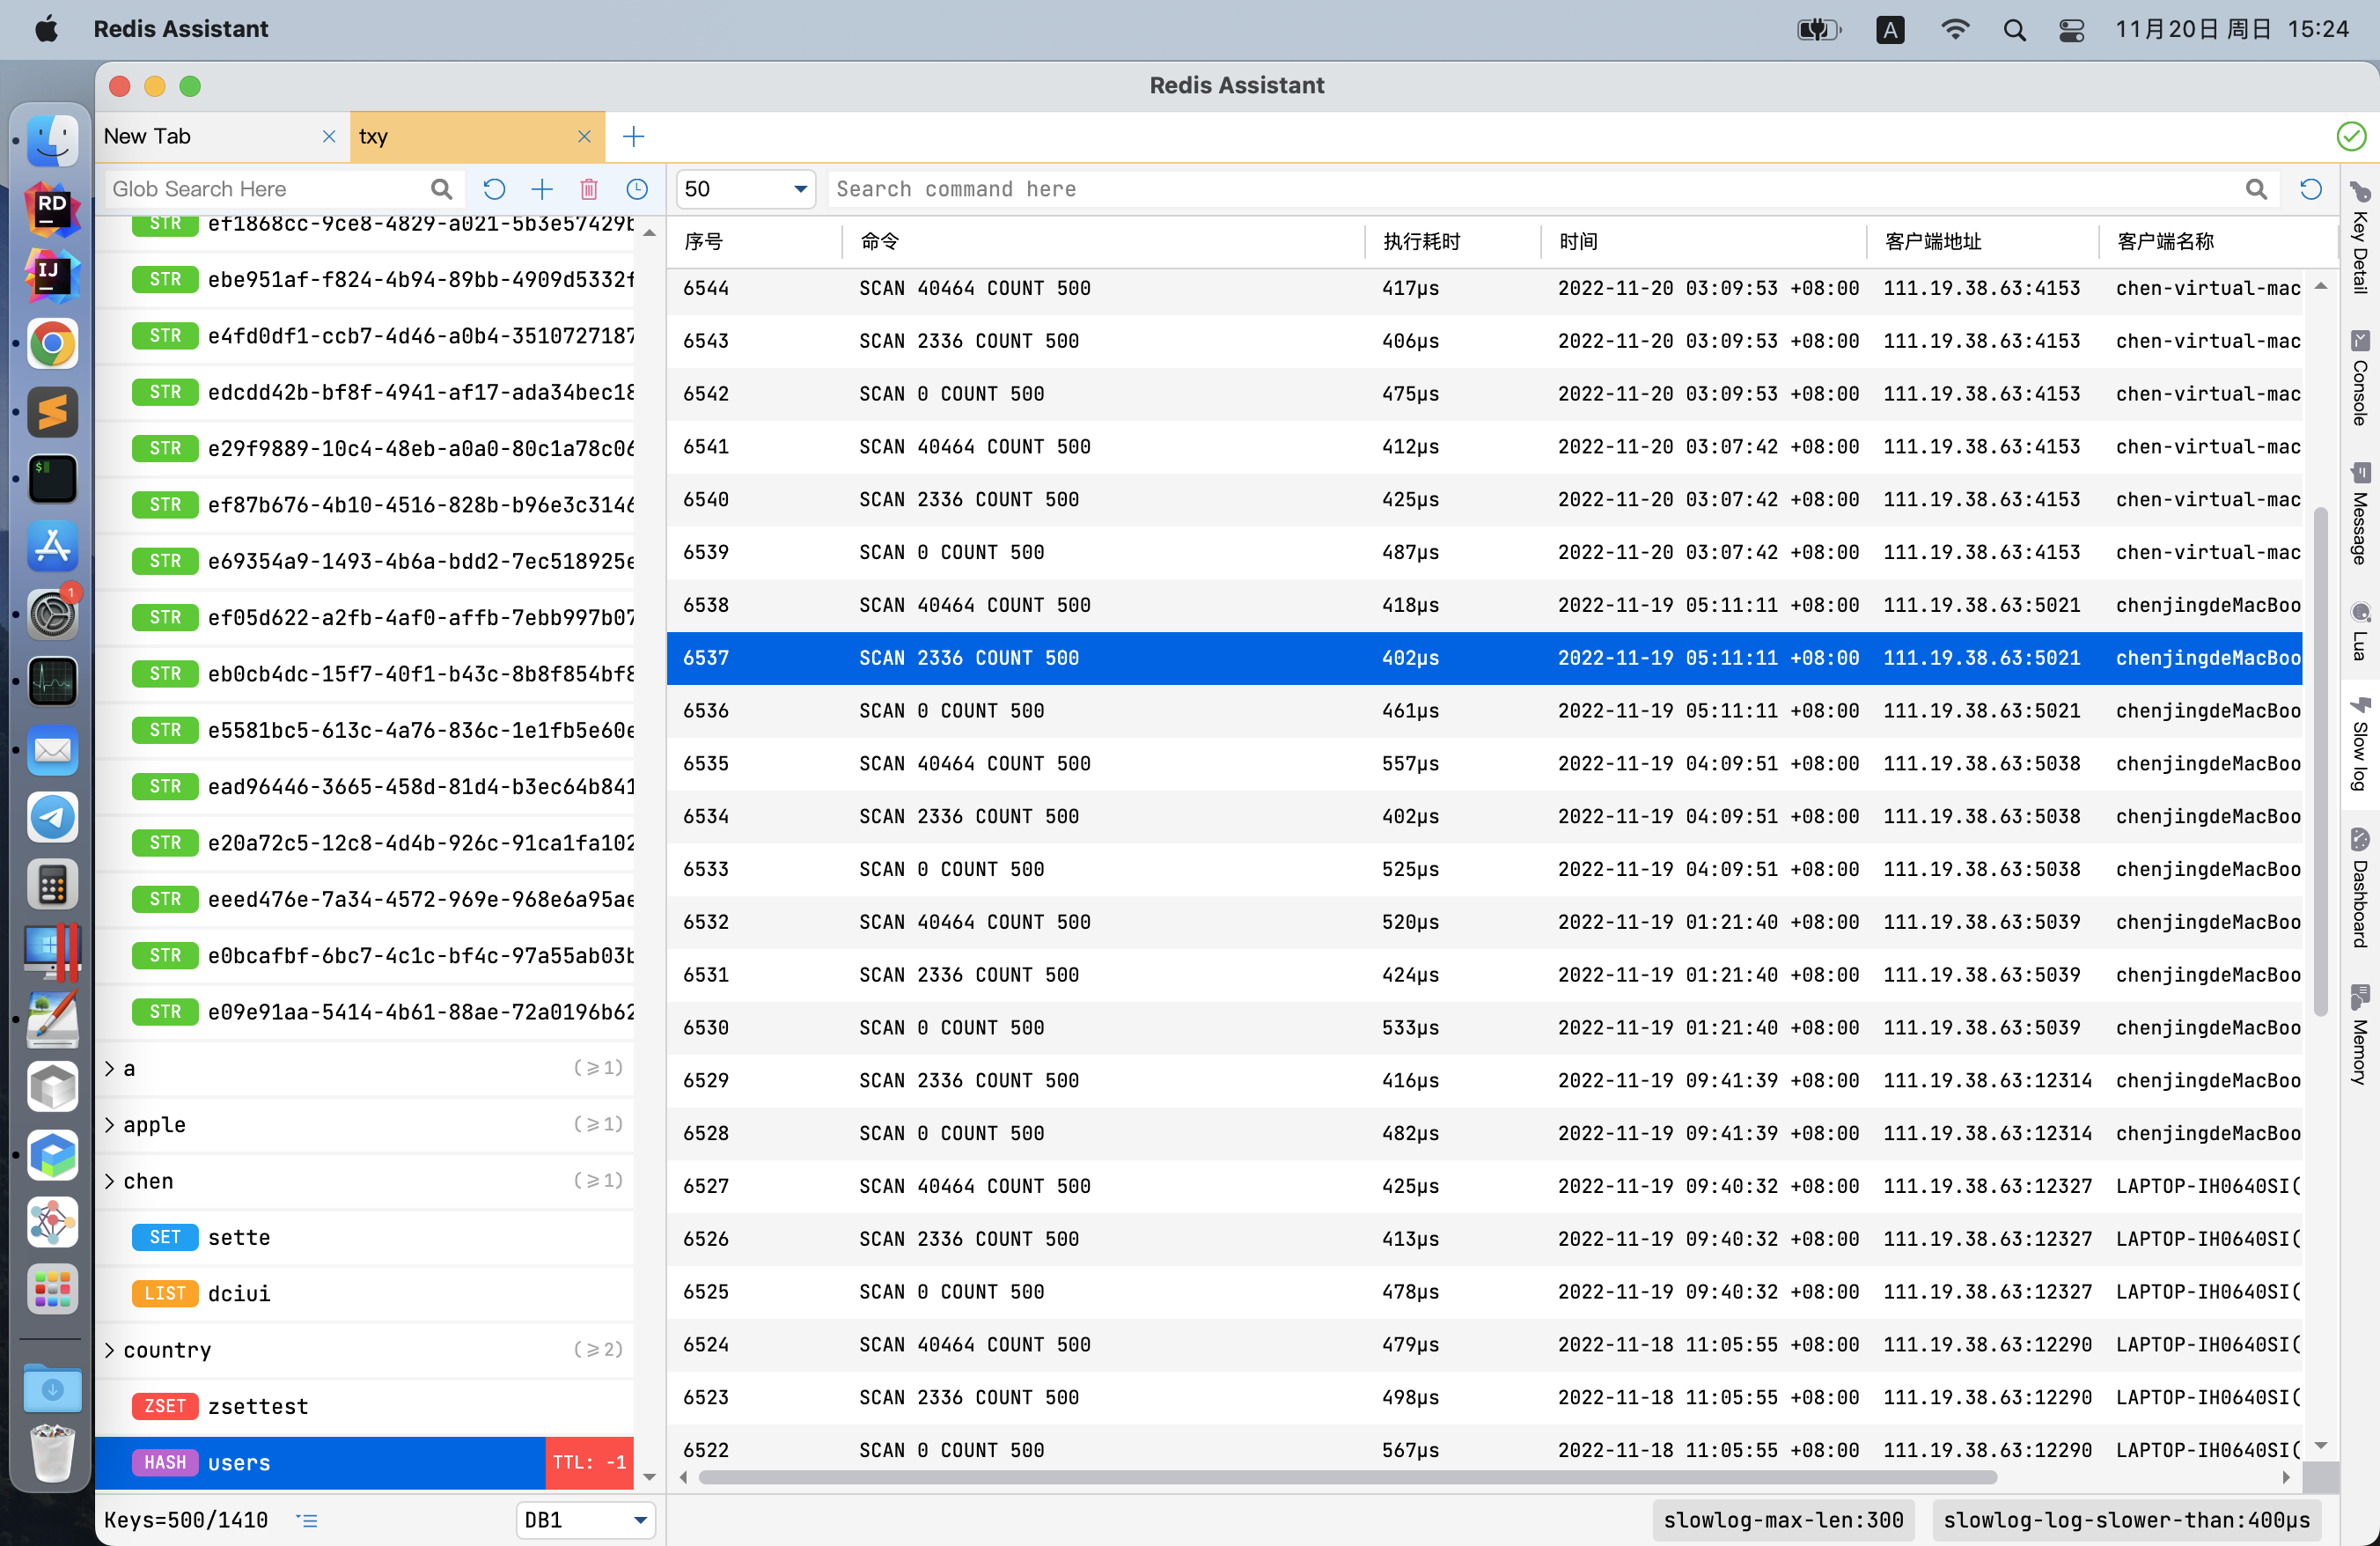 Redis Assistant
A
11月20日 周日 15:24
Redis Assistant
New Tab
txy
Glob Search Here
50
Search command here
STR ef1868cc-9ce8-4829-a021-5b3e57429b
STR ebe951af-f824-4b94-89bb-4909d5332f
STR e4fd0df1-ccb7-4d46-a0b4-3510727187
STR edcdd42b-bf8f-4941-af17-ada34bec18
STR e29f9889-10c4-48eb-a0a0-80c1a78c06
STR ef87b676-4b10-4516-828b-b96e3c3146
STR e69354a9-1493-4b6a-bdd2-7ec518925e
STR ef05d622-a2fb-4af0-affb-7ebb997b07
STR eb0cb4dc-15f7-40f1-b43c-8b8f854bf8
STR e5581bc5-613c-4a76-836c-1e1fb5e60e
STR ead96446-3665-458d-81d4-b3ec64b841
STR e20a72c5-12c8-4d4b-926c-91ca1fa102
STR eeed476e-7a34-4572-969e-968e6a95ae
STR e0bcafbf-6bc7-4c1c-bf4c-97a55ab03b
STR e09e91aa-5414-4b61-88ae-72a0196b62
a (⩾1)
apple (⩾1)
chen (⩾1)
SET sette
LIST dciui
country (⩾2)
ZSET zsettest
HASH users TTL: -1
Keys=500/1410
DB1
序号 命令 执行耗时 时间 客户端地址 客户端名称
6544 SCAN 40464 COUNT 500 417µs 2022-11-20 03:09:53 +08:00 111.19.38.63:4153 chen-virtual-mac
6543 SCAN 2336 COUNT 500 406µs 2022-11-20 03:09:53 +08:00 111.19.38.63:4153 chen-virtual-mac
6542 SCAN 0 COUNT 500 475µs 2022-11-20 03:09:53 +08:00 111.19.38.63:4153 chen-virtual-mac
6541 SCAN 40464 COUNT 500 412µs 2022-11-20 03:07:42 +08:00 111.19.38.63:4153 chen-virtual-mac
6540 SCAN 2336 COUNT 500 425µs 2022-11-20 03:07:42 +08:00 111.19.38.63:4153 chen-virtual-mac
6539 SCAN 0 COUNT 500 487µs 2022-11-20 03:07:42 +08:00 111.19.38.63:4153 chen-virtual-mac
6538 SCAN 40464 COUNT 500 418µs 2022-11-19 05:11:11 +08:00 111.19.38.63:5021 chenjingdeMacBoo
6537 SCAN 2336 COUNT 500 402µs 2022-11-19 05:11:11 +08:00 111.19.38.63:5021 chenjingdeMacBoo
6536 SCAN 0 COUNT 500 461µs 2022-11-19 05:11:11 +08:00 111.19.38.63:5021 chenjingdeMacBoo
6535 SCAN 40464 COUNT 500 557µs 2022-11-19 04:09:51 +08:00 111.19.38.63:5038 chenjingdeMacBoo
6534 SCAN 2336 COUNT 500 402µs 2022-11-19 04:09:51 +08:00 111.19.38.63:5038 chenjingdeMacBoo
6533 SCAN 0 COUNT 500 525µs 2022-11-19 04:09:51 +08:00 111.19.38.63:5038 chenjingdeMacBoo
6532 SCAN 40464 COUNT 500 520µs 2022-11-19 01:21:40 +08:00 111.19.38.63:5039 chenjingdeMacBoo
6531 SCAN 2336 COUNT 500 424µs 2022-11-19 01:21:40 +08:00 111.19.38.63:5039 chenjingdeMacBoo
6530 SCAN 0 COUNT 500 533µs 2022-11-19 01:21:40 +08:00 111.19.38.63:5039 chenjingdeMacBoo
6529 SCAN 2336 COUNT 500 416µs 2022-11-19 09:41:39 +08:00 111.19.38.63:12314 chenjingdeMacBoo
6528 SCAN 0 COUNT 500 482µs 2022-11-19 09:41:39 +08:00 111.19.38.63:12314 chenjingdeMacBoo
6527 SCAN 40464 COUNT 500 425µs 2022-11-19 09:40:32 +08:00 111.19.38.63:12327 LAPTOP-IH0640SI(
6526 SCAN 2336 COUNT 500 413µs 2022-11-19 09:40:32 +08:00 111.19.38.63:12327 LAPTOP-IH0640SI(
6525 SCAN 0 COUNT 500 478µs 2022-11-19 09:40:32 +08:00 111.19.38.63:12327 LAPTOP-IH0640SI(
6524 SCAN 40464 COUNT 500 479µs 2022-11-18 11:05:55 +08:00 111.19.38.63:12290 LAPTOP-IH0640SI(
6523 SCAN 2336 COUNT 500 498µs 2022-11-18 11:05:55 +08:00 111.19.38.63:12290 LAPTOP-IH0640SI(
6522 SCAN 0 COUNT 500 567µs 2022-11-18 11:05:55 +08:00 111.19.38.63:12290 LAPTOP-IH0640SI(
slowlog-max-len:300
slowlog-log-slower-than:400µs
Key Detail
Console
Message
Lua
Slow log
Dashboard
Memory
RD
IJ
$
1